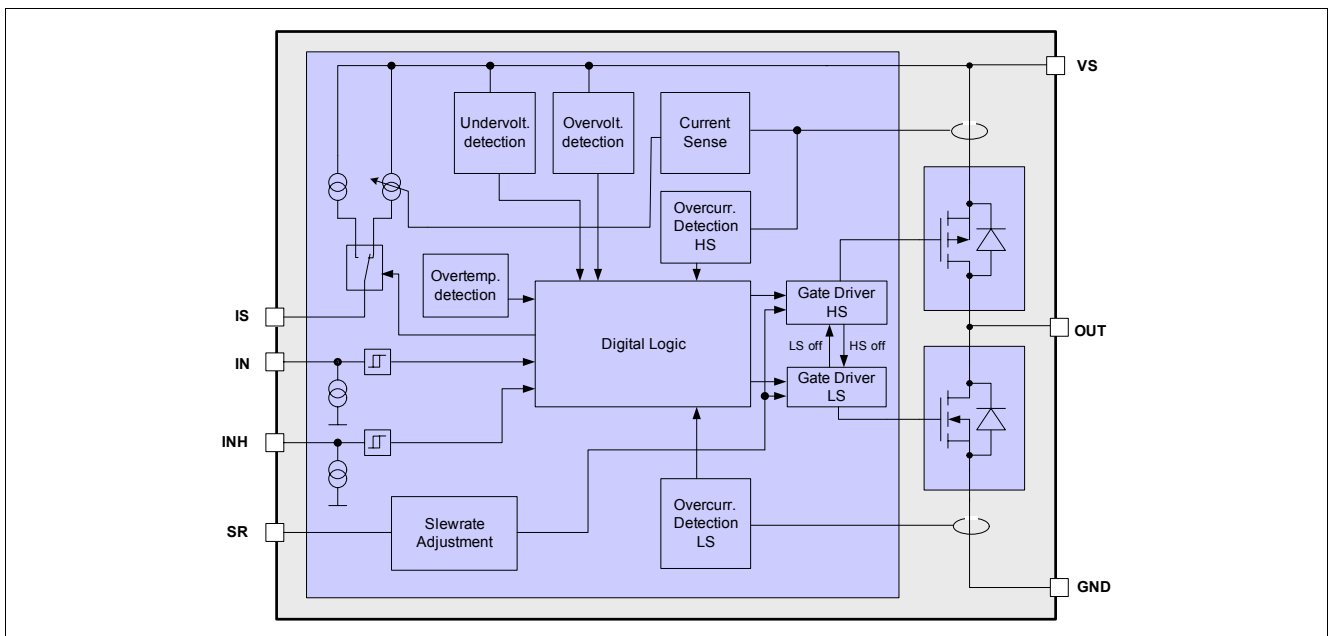 VS
Undervolt.
detection
Overvolt.
detection
Current
Sense
Overcurr.
Detection
HS
Overtemp.
detection
Digital Logic
Gate Driver
HS
LS off
HS off
Gate Driver
LS
IS
IN
INH
SR
OUT
Slewrate
Adjustment
Overcurr.
Detection
LS
GND